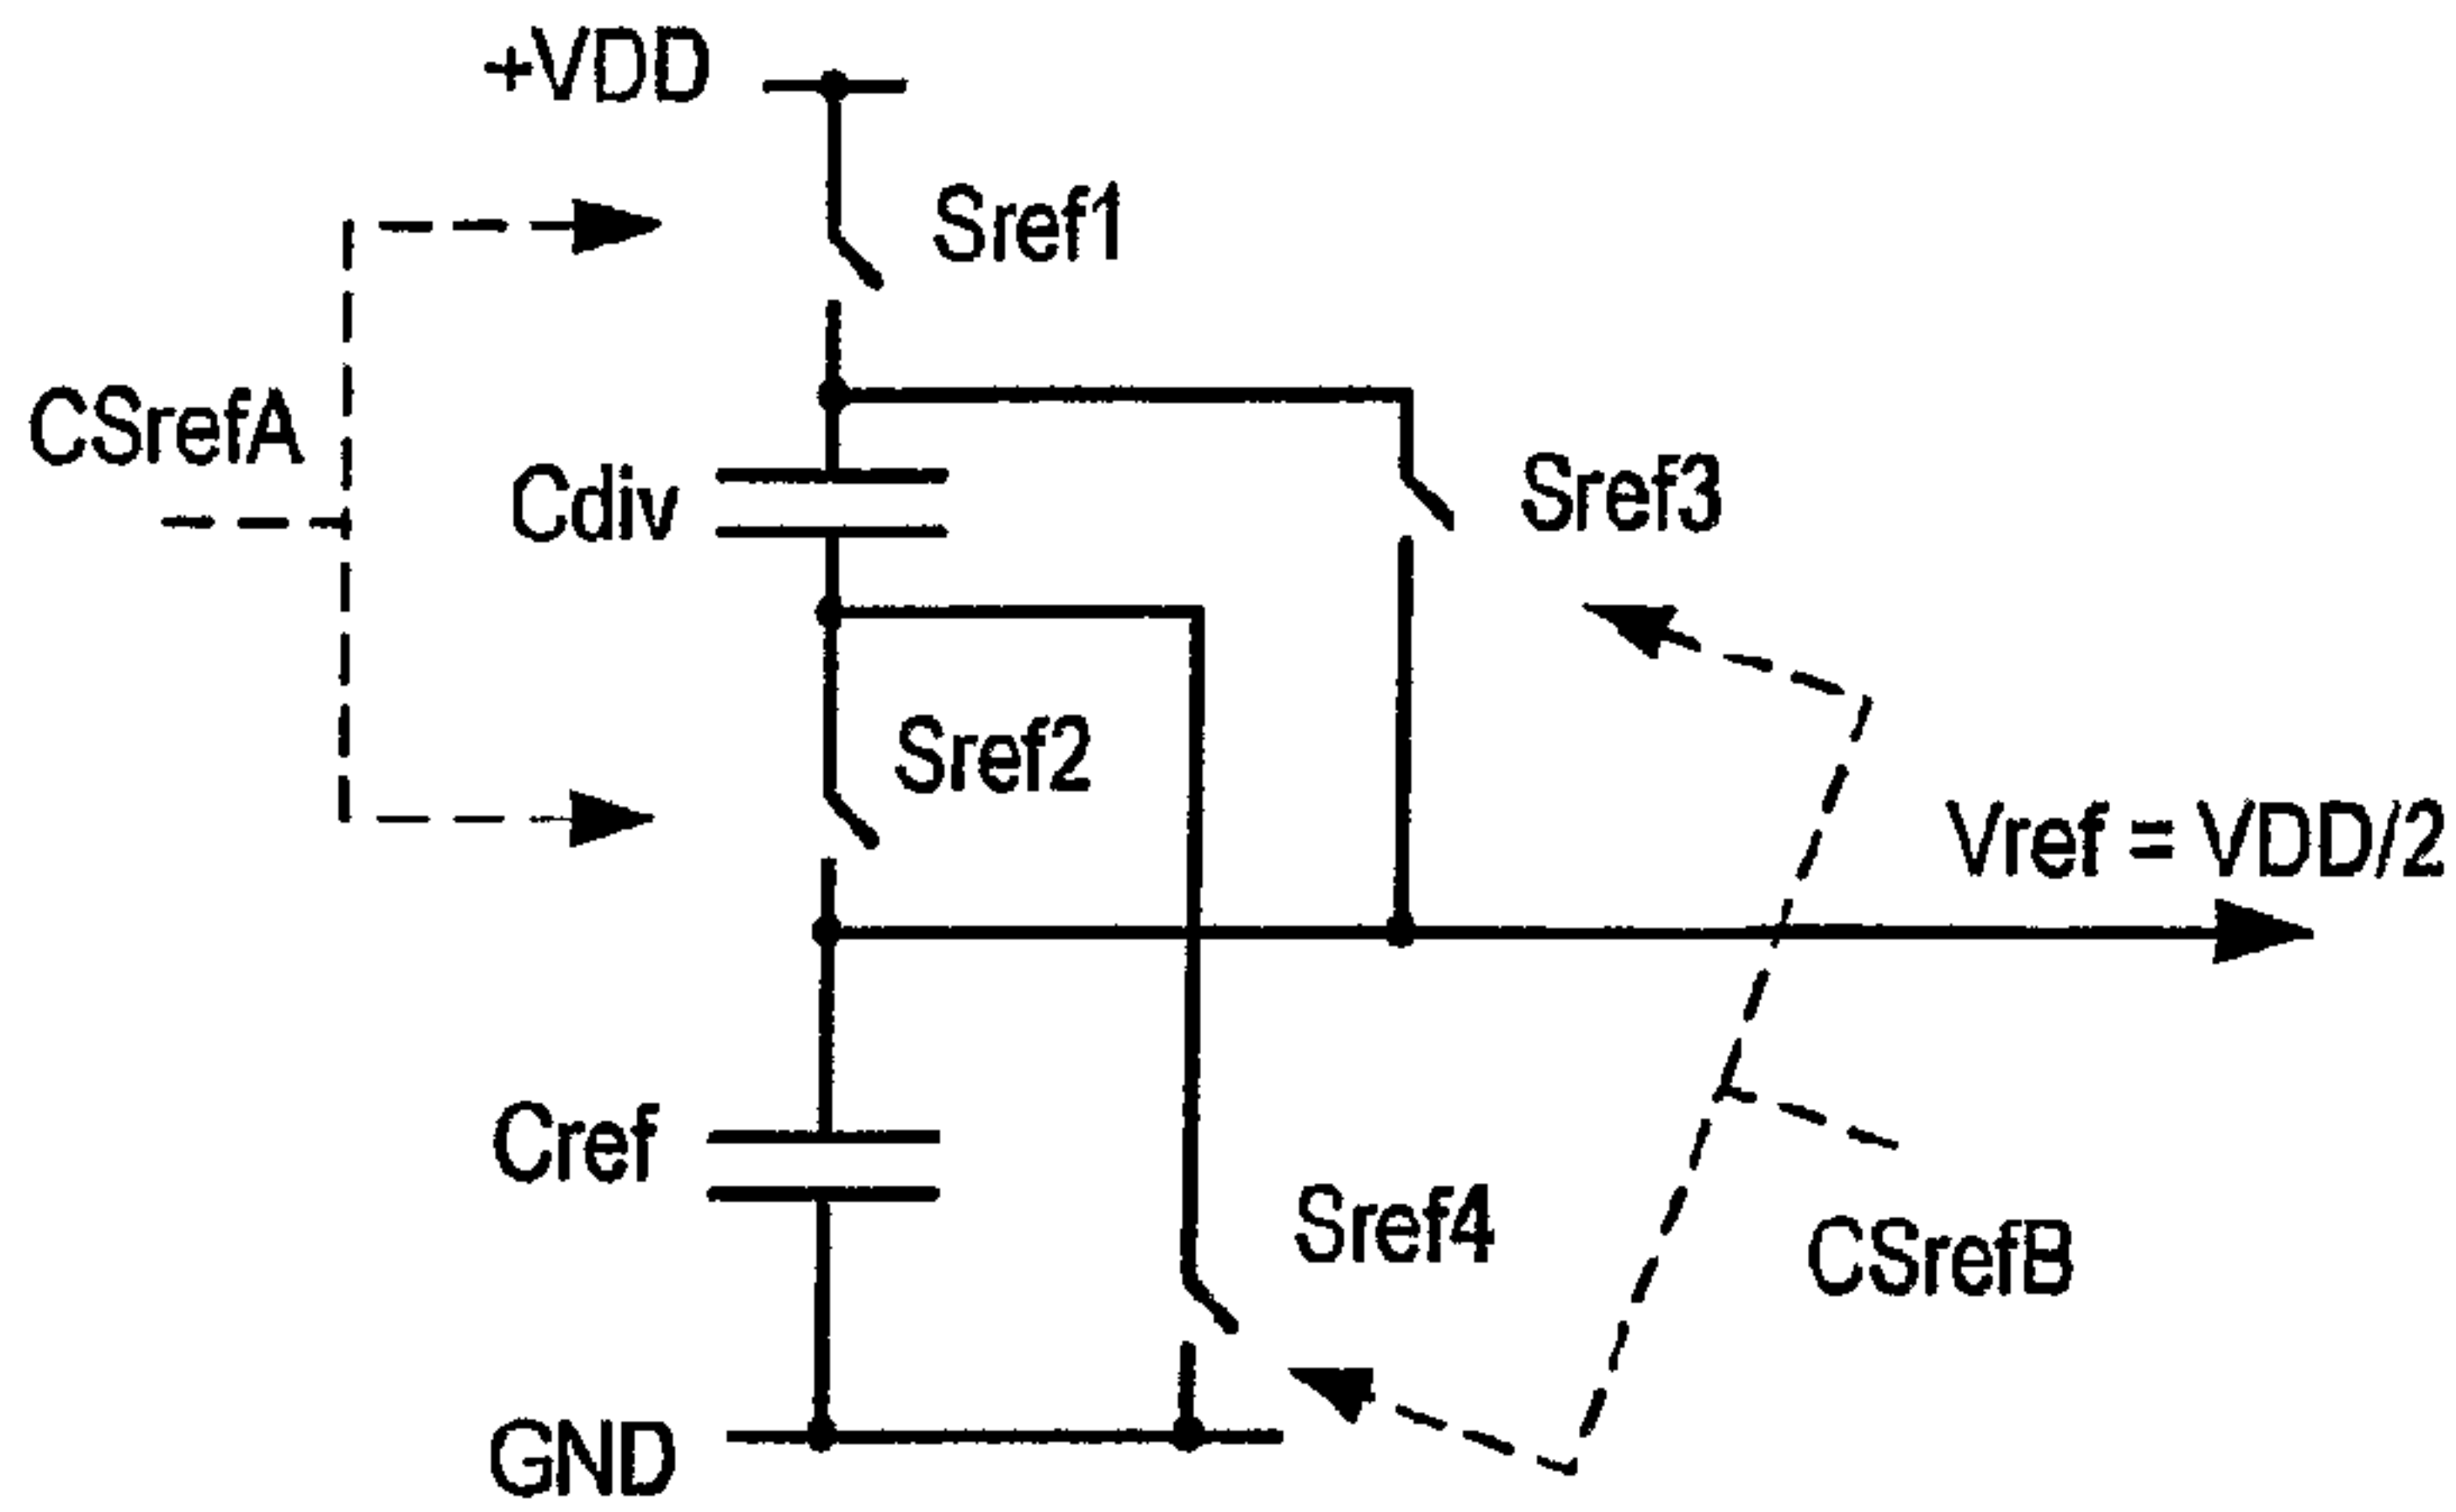 +VDD
Sref1
CSrefA
Cdiv
Sref3
Sref2
Vref = VDD/2
Cref
Sref4
CSrefB
GND